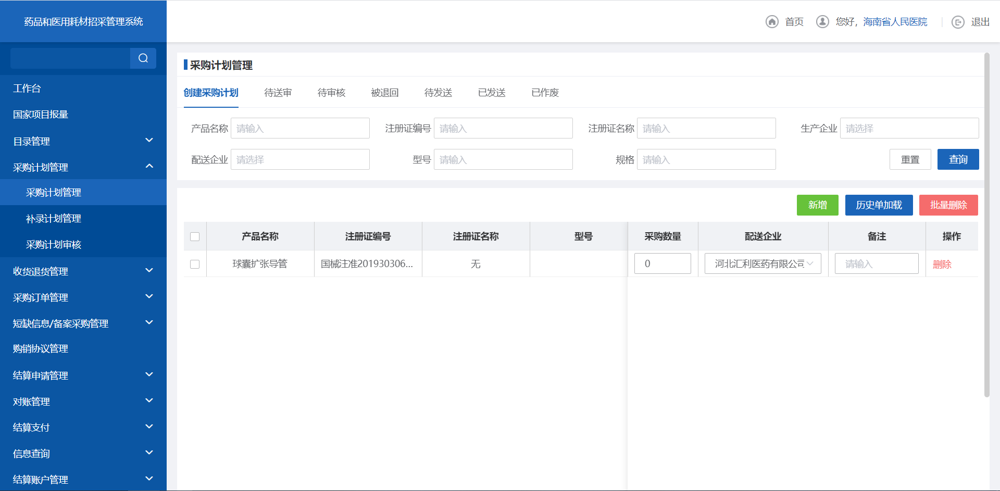 药品和医用耗材招采管理系统
首页
您好，海南省人民医院
退出
工作台
国家项目报量
目录管理
采购计划管理
采购计划管理
补录计划管理
采购计划审核
收货退货管理
采购订单管理
短缺信息/备案采购管理
购销协议管理
结算申请管理
对账管理
结算支付
信息查询
结算账户管理
采购计划管理
创建采购计划 待送审 待审核 被退回 待发送 已发送 已作废
产品名称 请输入 注册证编号 请输入 注册证名称 请输入 生产企业 请选择
配送企业 请选择 型号 请输入 规格 请输入 重置 查询
新增 历史单加载 批量删除
产品名称 注册证编号 注册证名称 型号 采购数量 配送企业 备注 操作
球囊扩张导管 国械注准201930306... 无 0 河北汇利医药有限公司 请输入 删除